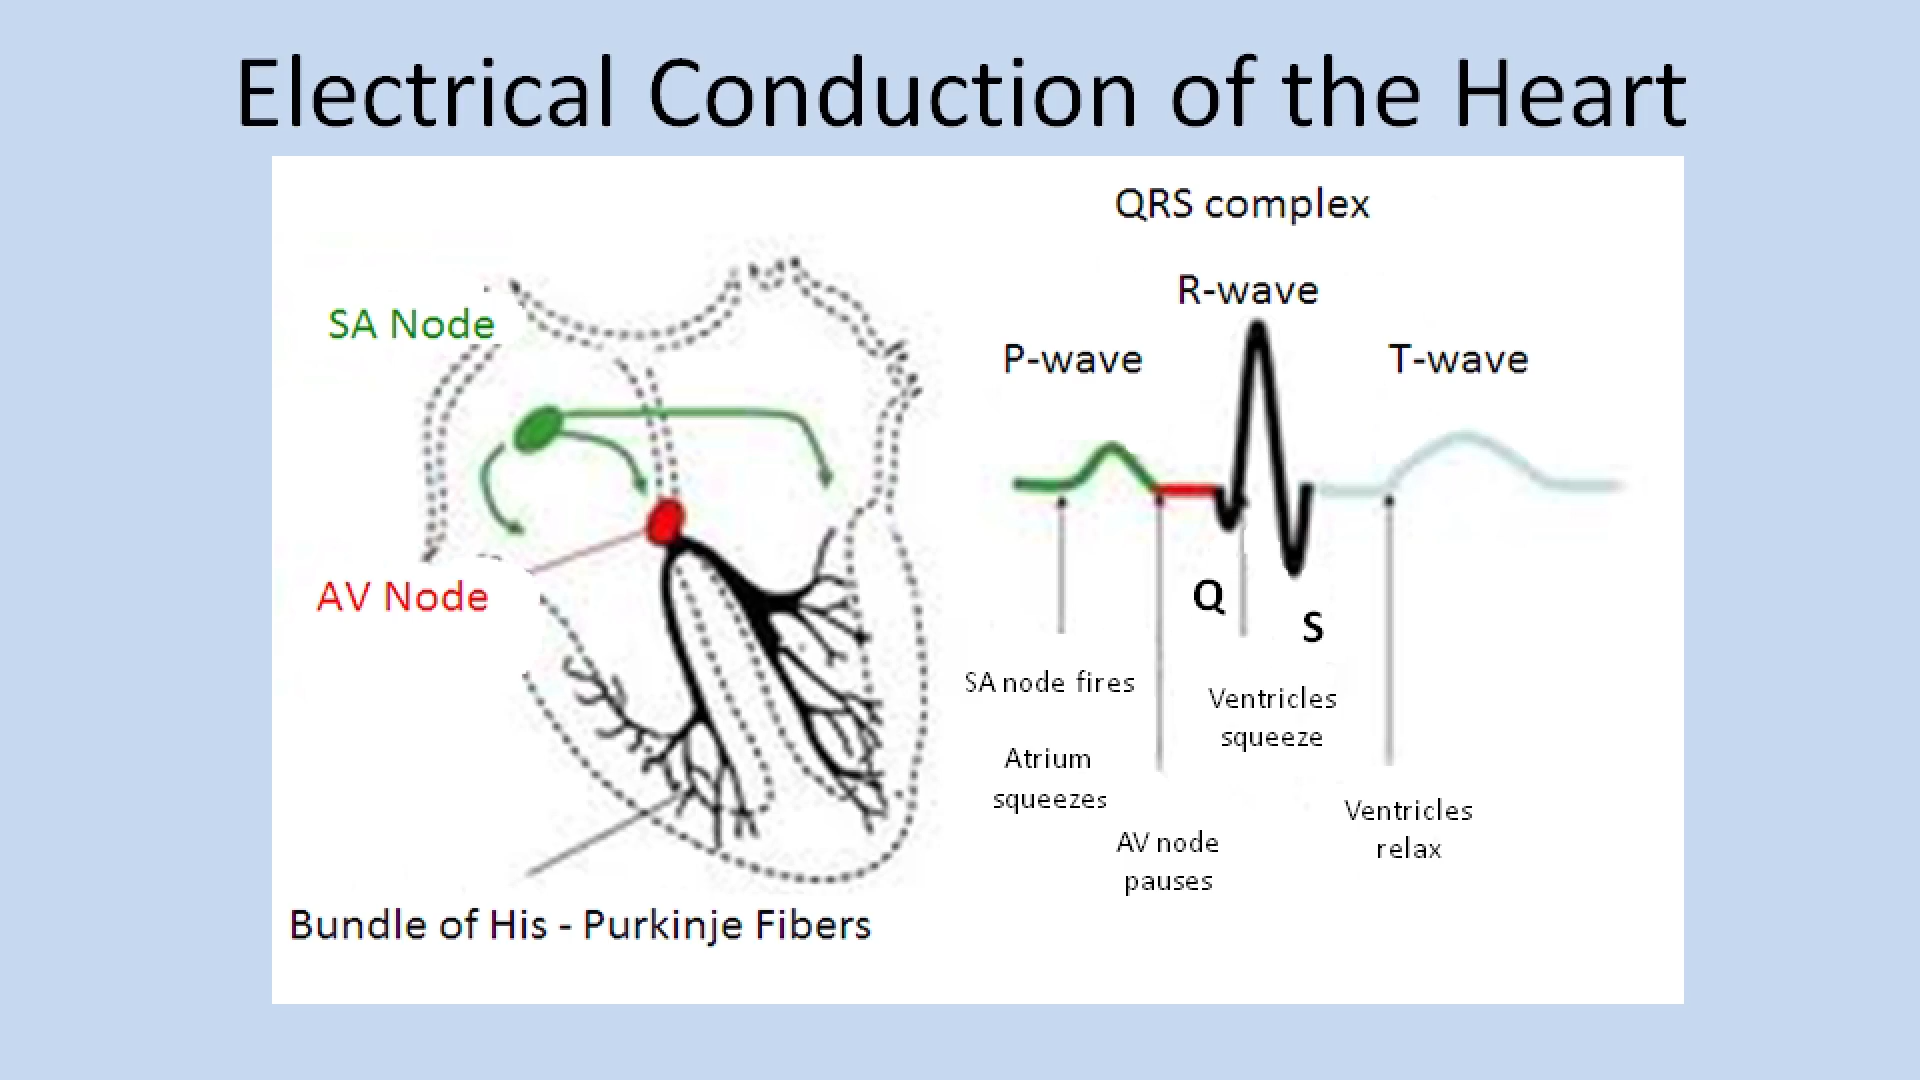 Electrical Conduction of the Heart
QRS complex
R-wave
SA Node
P-wave
T-wave
AV Node
Q
S
SA node fires
Ventricles
squeeze
Atrium
squeezes
Ventricles
relax
AV node
pauses
Bundle of His - Purkinje Fibers